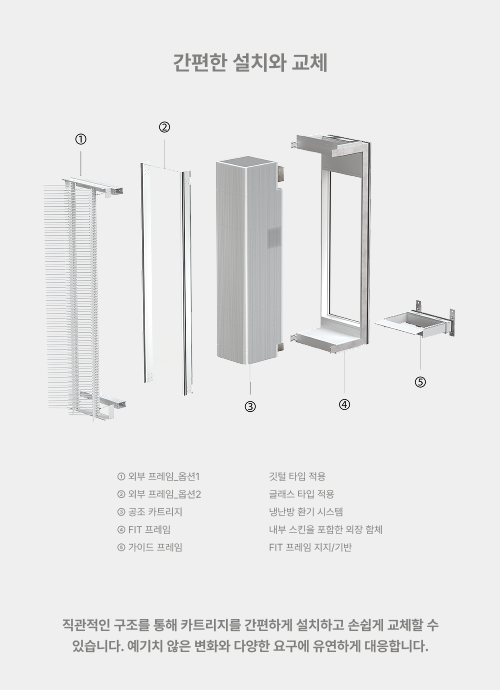 간편한 설치와 교체
②
①
③
④
⑤
① 외부 프레임_옵션1 깃털 타입 적용
② 외부 프레임_옵션2 글래스 타입 적용
③ 공조 카트리지 냉난방 환기 시스템
④ FIT 프레임 내부 스킨을 포함한 외장 함체
⑤ 가이드 프레임 FIT 프레임 지지/기반
직관적인 구조를 통해 카트리지를 간편하게 설치하고 손쉽게 교체할 수
있습니다. 예기치 않은 변화와 다양한 요구에 유연하게 대응합니다.